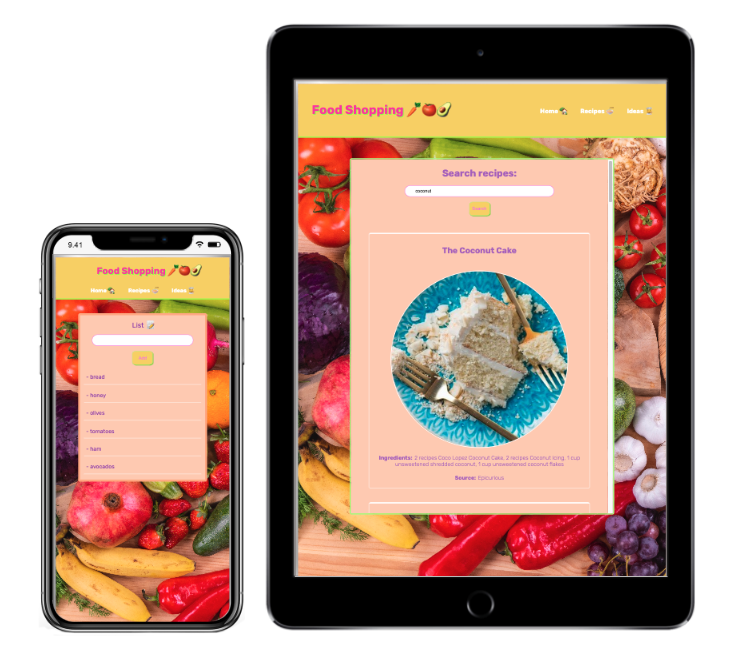 9.41
Food Shopping 🥕🍅🥑
Home Recipes Ideas
List
Add
- bread
- honey
- olives
- tomatoes
- ham
- avocados
Food Shopping 🥕🍅🥑
Home Recipes Ideas
Search recipes:
coconut
Search
The Coconut Cake
Ingredients: 2 recipes Coco Lopez Coconut Cake, 2 recipes Coconut Icing, 1 cup
unsweetened shredded coconut, 1 cup unsweetened coconut flakes
Source: Epicurious